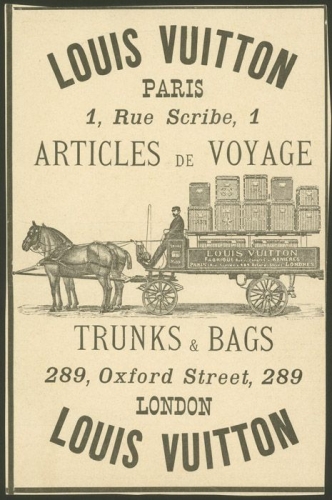 LOUIS VUITTON
PARIS
1, Rue Scribe, 1
ARTICLES DE VOYAGE
LOUIS VUITTON
TRUNKS & BAGS
289, Oxford Street, 289
LONDON
LOUIS VUITTON